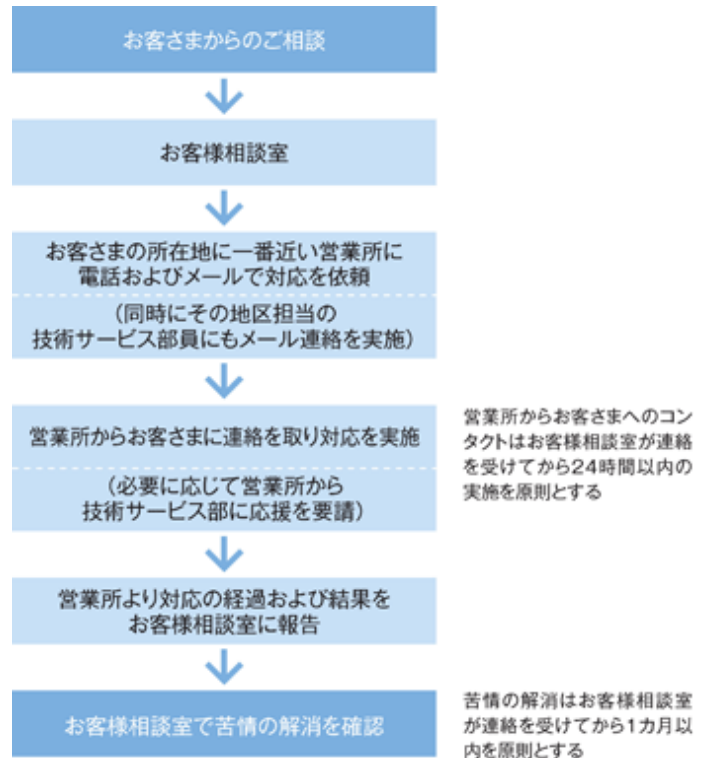 お客さまからのご相談
お客様相談室
お客さまの所在地に一番近い営業所に
電話およびメールで対応を依頼
(同時にその地区担当の
技術サービス部員にもメール連絡を実施)
営業所からお客さまに連絡を取り対応を実施
(必要に応じて営業所から
技術サービス部に応援を要請)
営業所からお客さまへのコン
タクトはお客様相談室が連絡
を受けてから24時間以内の
実施を原則とする
営業所より対応の経過および結果を
お客様相談室に報告
お客様相談室で苦情の解消を確認
苦情の解消はお客様相談室
が連絡を受けてから1カ月以
内を原則とする